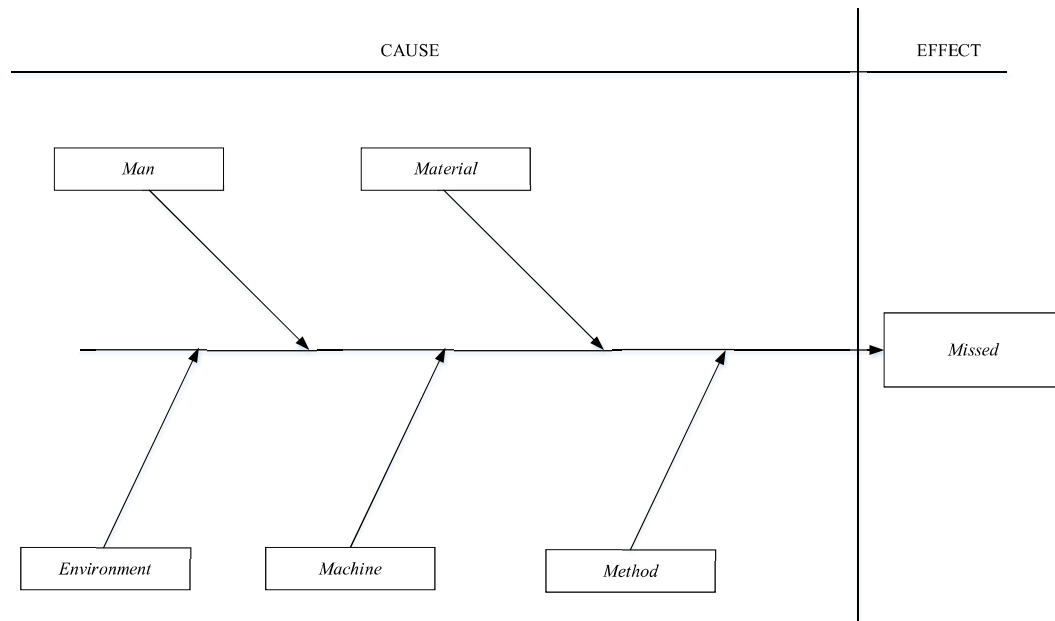 CAUSE
EFFECT
Man
Material
Missed
Environment
Machine
Method